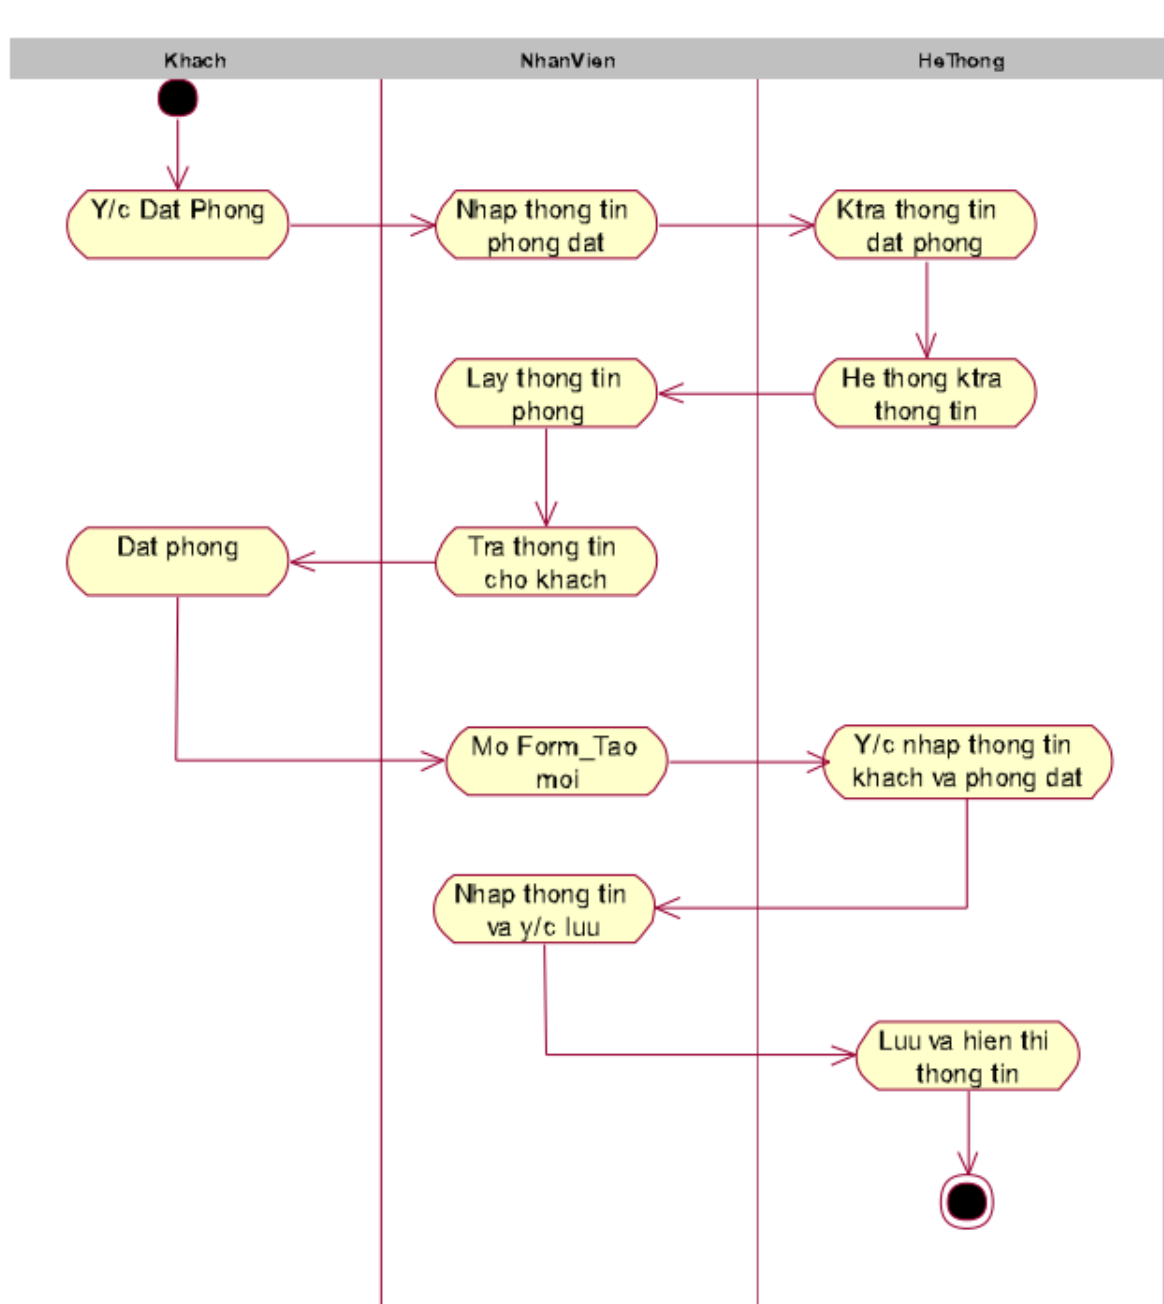 Khach
NhanVien
HeThong
Y/c Dat Phong
Nhap thong tin
phong dat
Ktra thong tin
dat phong
Lay thong tin
phong
He thong ktra
thong tin
Dat phong
Tra thong tin
cho khach
Mo Form_Tao
moi
Y/c nhap thong tin
khach va phong dat
Nhap thong tin
va y/c luu
Luu va hien thi
thong tin